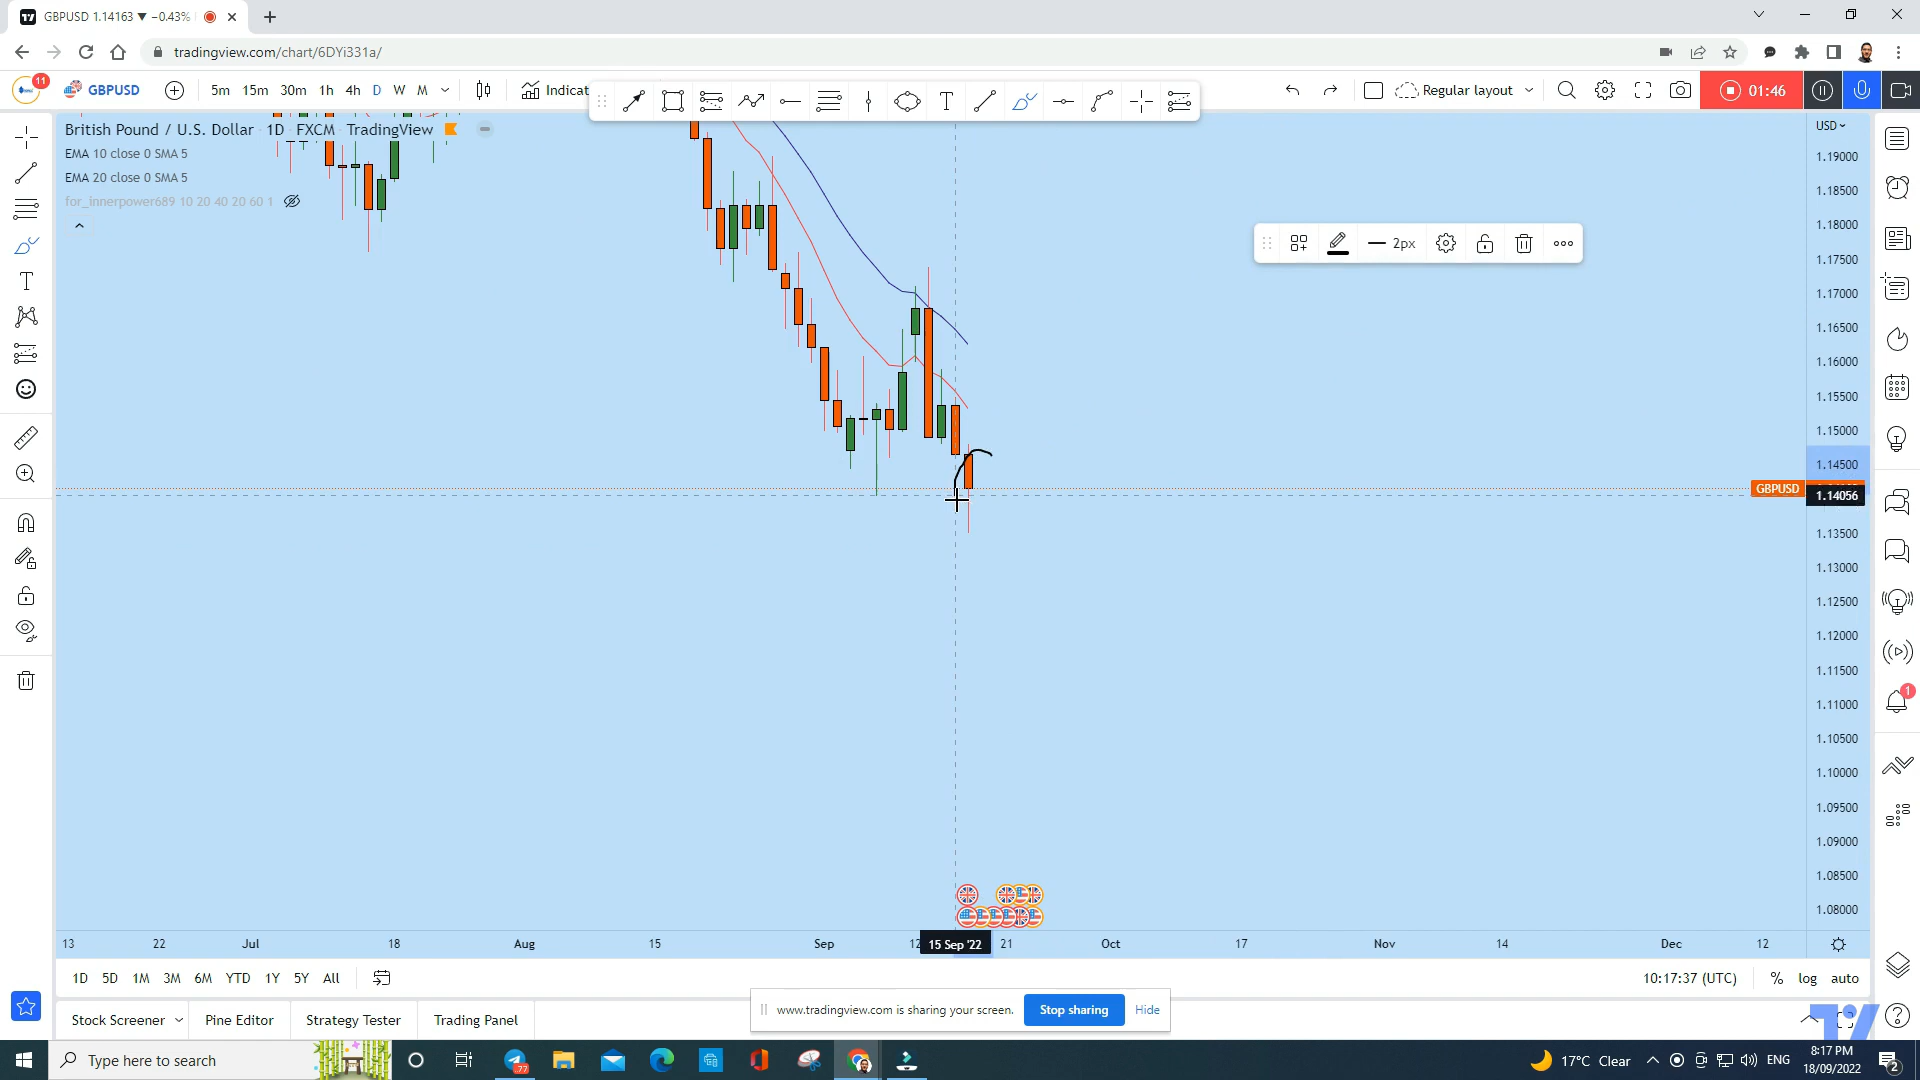 GBPUSD 1.14163 ▼ −0.43%
tradingview.com/chart/6DYi331a/
11
GBPUSD
5m 15m 30m 1h 4h D W M
Indicat
Regular layout
01:46
British Pound / U.S. Dollar · 1D · FXCM · TradingView
EMA 10 close 0 SMA 5
EMA 20 close 0 SMA 5
for_innerpower689 10 20 40 20 60 1
2px
USD
1.19000
1.18500
1.18000
1.17500
1.17000
1.16500
1.16000
1.15500
1.15000
1.14500
GBPUSD
1.14056
1.13500
1.13000
1.12500
1.12000
1.11500
1.11000
1.10500
1.10000
1.09500
1.09000
1.08500
1.08000
1
13 22 Jul 18 Aug 15 Sep 12 15 Sep '22 21 Oct 17 Nov 14 Dec 12
1D 5D 1M 3M 6M YTD 1Y 5Y All
10:17:37 (UTC) % log auto
Stock Screener Pine Editor Strategy Tester Trading Panel
www.tradingview.com is sharing your screen. Stop sharing Hide
Type here to search
77
17°C Clear
ENG
8:17 PM
18/09/2022
2